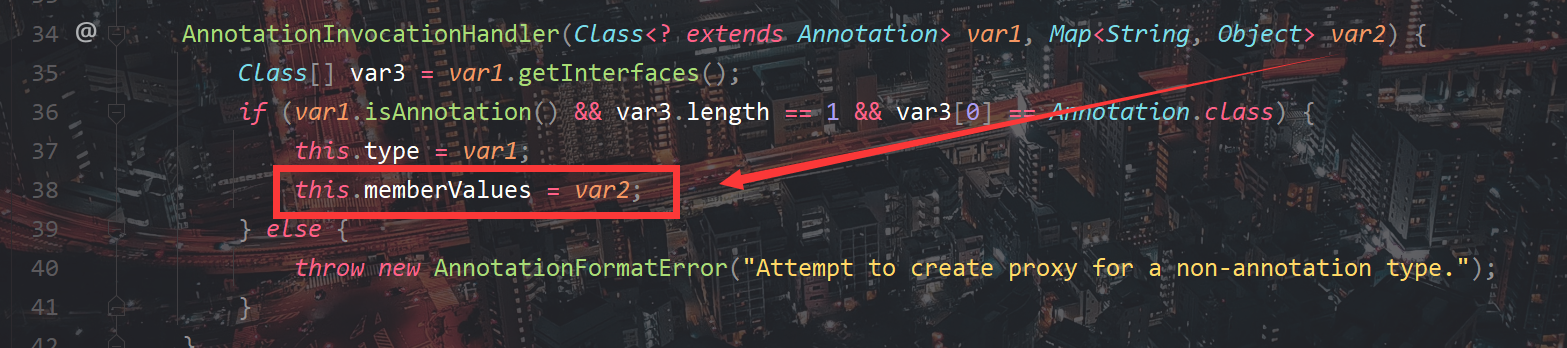 34 @ AnnotationInvocationHandler(Class<? extends Annotation> var1, Map<String, Object> var2) {
35 Class[] var3 = var1.getInterfaces();
36 if (var1.isAnnotation() && var3.length == 1 && var3[0] == Annotation.class) {
37 this.type = var1;
38 this.memberValues = var2;
39 } else {
40 throw new AnnotationFormatError("Attempt to create proxy for a non-annotation type.");
41 }
42 }